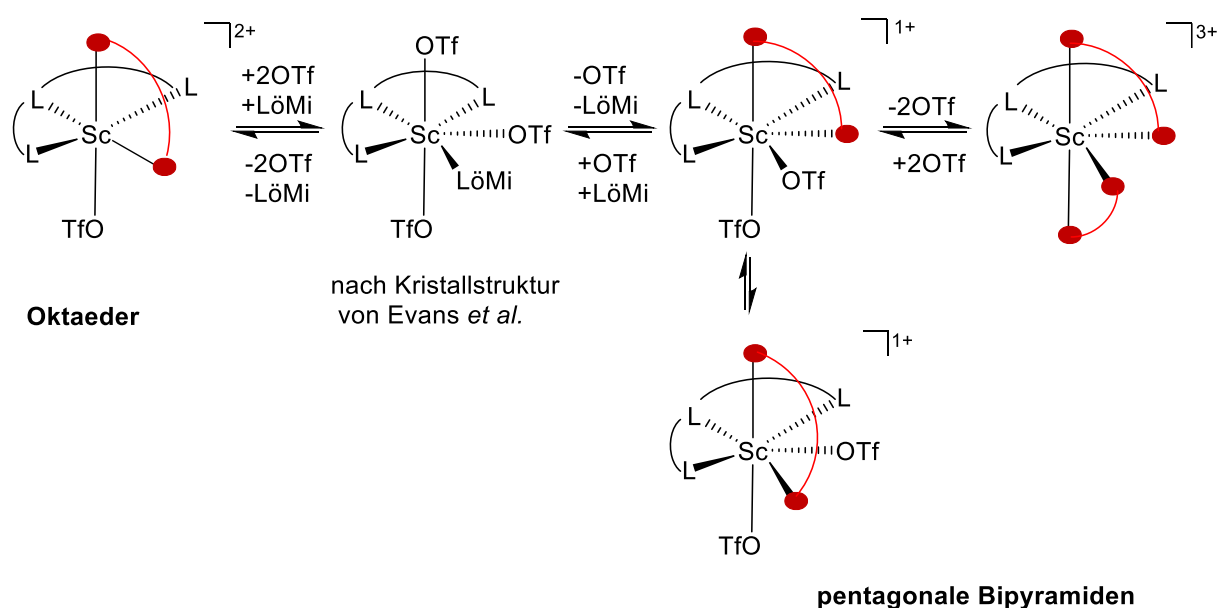 2+
L
L
L
Sc
TfO
Oktaeder
+2OTf
+LöMi
-2OTf
-LöMi
OTf
L
L
L
Sc
OTf
LöMi
TfO
nach Kristallstruktur
von Evans et al.
-OTf
-LöMi
+OTf
+LöMi
1+
L
L
L
Sc
OTf
TfO
-2OTf
+2OTf
3+
L
L
L
Sc
1+
L
L
L
Sc
OTf
TfO
pentagonale Bipyramiden